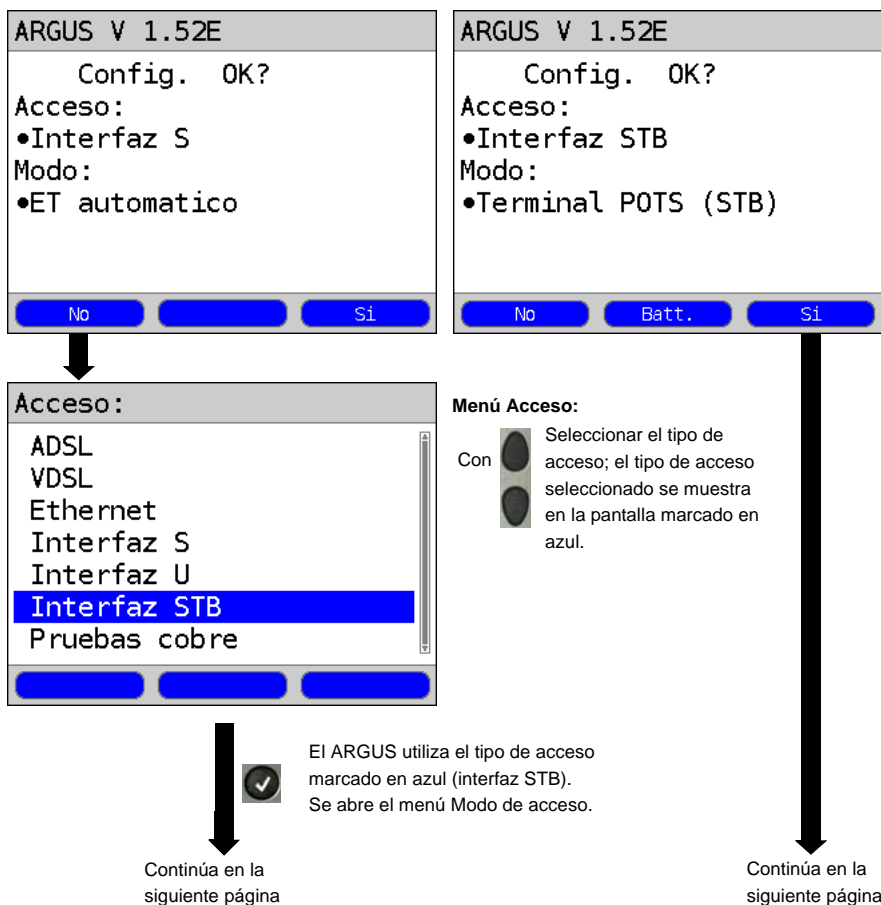 ARGUS V 1.52E
Config. OK?
Acceso:
•Interfaz S
Modo:
•ET automatico
No
Si
ARGUS V 1.52E
Config. OK?
Acceso:
•Interfaz STB
Modo:
•Terminal POTS (STB)
No
Batt.
Si
Acceso:
ADSL
VDSL
Ethernet
Interfaz S
Interfaz U
Interfaz STB
Pruebas cobre
Menú Acceso:
Con
Seleccionar el tipo de
acceso; el tipo de acceso
seleccionado se muestra
en la pantalla marcado en
azul.
El ARGUS utiliza el tipo de acceso
marcado en azul (interfaz STB).
Se abre el menú Modo de acceso.
Continúa en la
siguiente página
Continúa en la
siguiente página